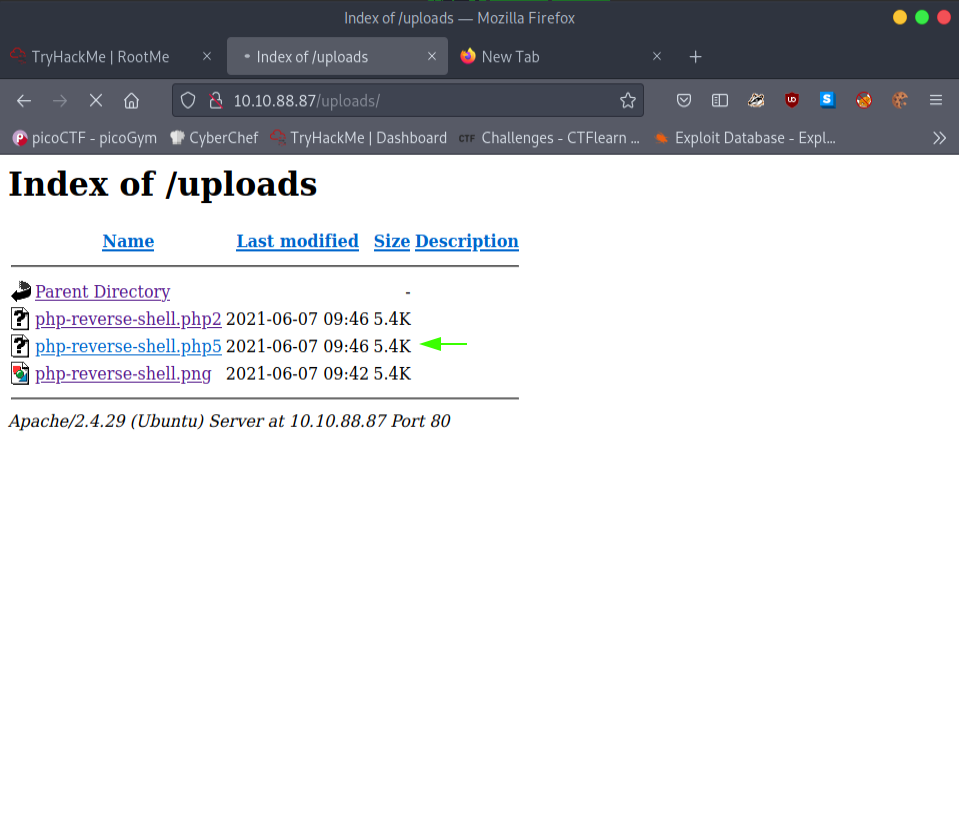 Index of /uploads — Mozilla Firefox
TryHackMe | RootMe × Index of /uploads × New Tab × +
10.10.88.87/uploads/
picoCTF - picoGym CyberChef TryHackMe | Dashboard CTF Challenges - CTFlearn ... Exploit Database - Expl...
Index of /uploads
Name Last modified Size Description
Parent Directory -
php-reverse-shell.php2 2021-06-07 09:46 5.4K
php-reverse-shell.php5 2021-06-07 09:46 5.4K
php-reverse-shell.png 2021-06-07 09:42 5.4K
Apache/2.4.29 (Ubuntu) Server at 10.10.88.87 Port 80